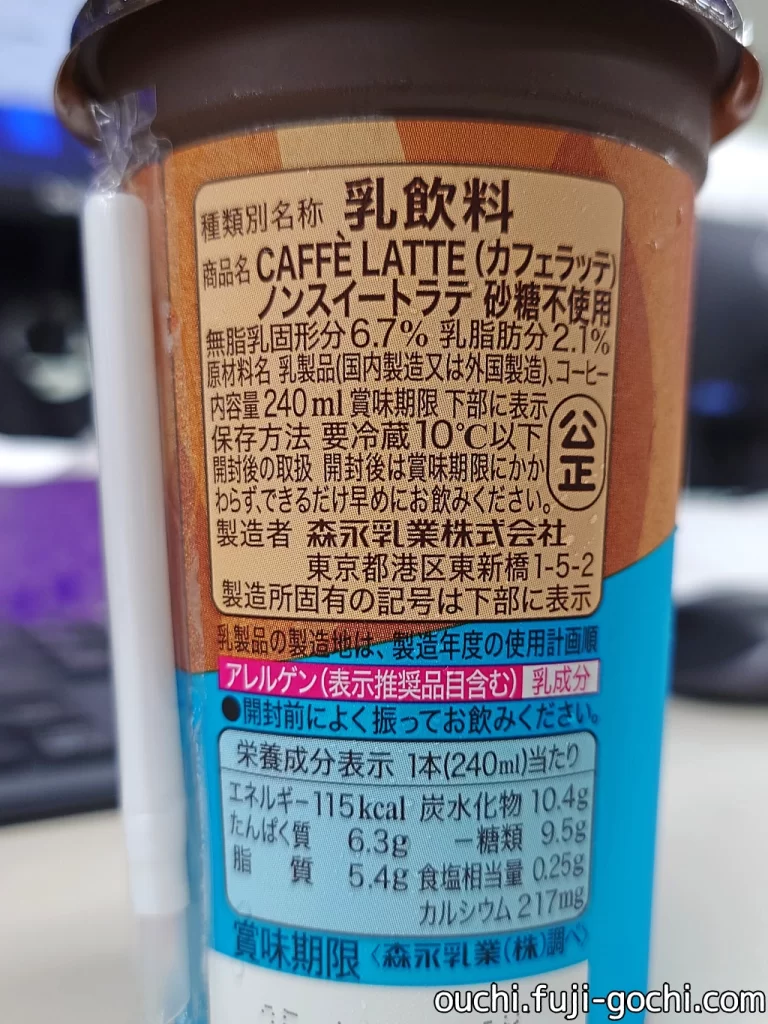 種類別名称 乳飲料
商品名 CAFFÈ LATTE (カフェラッテ)
ノンスイートラテ 砂糖不使用
無脂乳固形分6.7% 乳脂肪分2.1%
原材料名 乳製品(国内製造又は外国製造)、コーヒー
内容量240ml 賞味期限 下部に表示
保存方法 要冷蔵10℃以下
公正
開封後の取扱 開封後は賞味期限にかか
わらず、できるだけ早めにお飲みください。
製造者 森永乳業株式会社
東京都港区東新橋1-5-2
製造所固有の記号は下部に表示
乳製品の製造地は、製造年度の使用計画順
アレルゲン(表示推奨品目含む) 乳成分
●開封前によく振ってお飲みください。
栄養成分表示 1本(240ml)当たり
エネルギー115kcal 炭水化物 10.4g
たんぱく質 6.3g －糖類 9.5g
脂質 5.4g 食塩相当量 0.25g
カルシウム 217mg
賞味期限〈森永乳業(株)調べ〉
ouchi.fuji-gochi.com